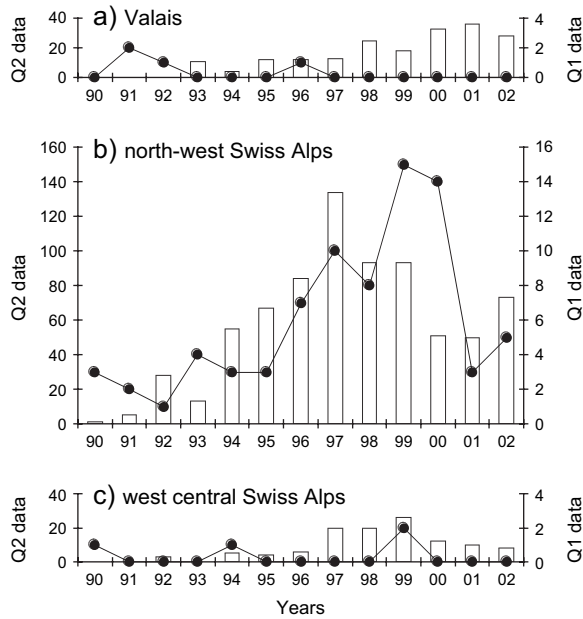 a) Valais
40 4
20 2
0 0
Q2 data
Q1 data
90 91 92 93 94 95 96 97 98 99 00 01 02
b) north-west Swiss Alps
160 16
140 14
120 12
100 10
80 8
60 6
40 4
20 2
0 0
Q2 data
Q1 data
90 91 92 93 94 95 96 97 98 99 00 01 02
c) west central Swiss Alps
40 4
20 2
0 0
Q2 data
Q1 data
90 91 92 93 94 95 96 97 98 99 00 01 02
Years